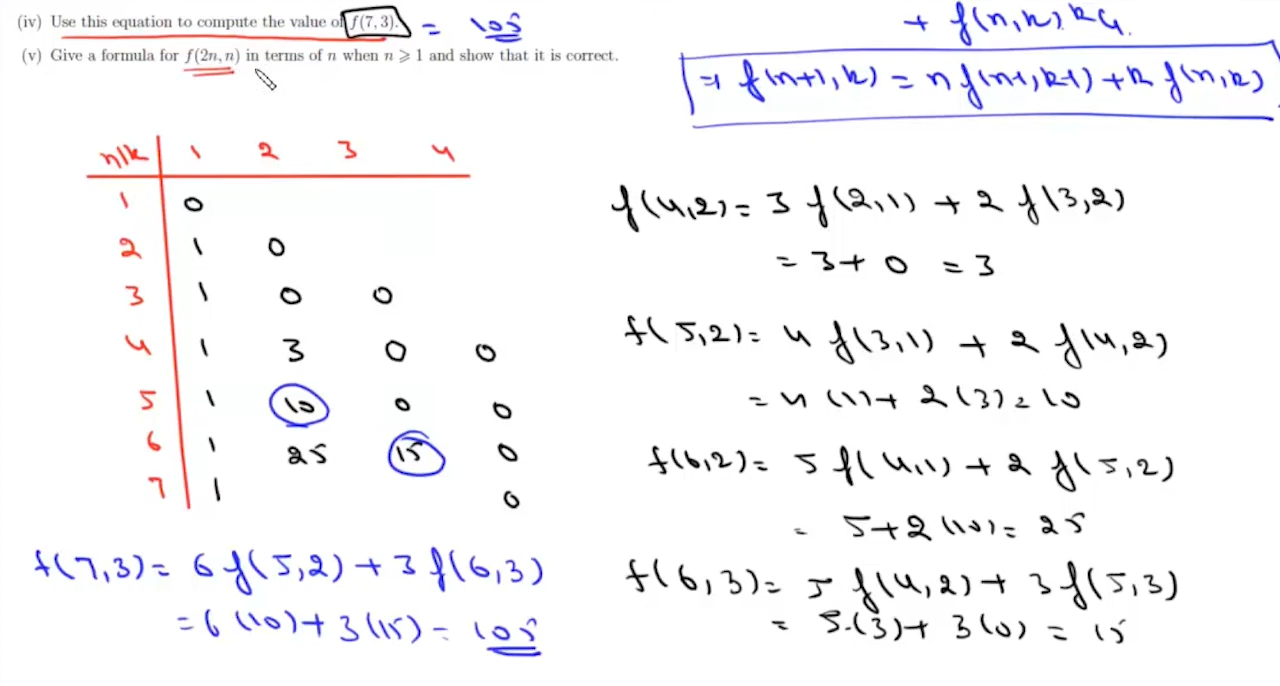 (iv) Use this equation to compute the value of f(7, 3). = 105
(v) Give a formula for f(2n, n) in terms of n when n ⩾ 1 and show that it is correct.
+ f(n,k).k
⇒ f(n+1,k) = n f(n-1,k-1) + k f(n,k)
n/k 1 2 3 4
1 0
2 1 0
3 1 0 0
4 1 3 0 0
5 1 10 0 0
6 1 25 15 0
7 1 0
f(7,3) = 6 f(5,2) + 3 f(6,3)
= 6(10) + 3(15) = 105
f(4,2) = 3 f(2,1) + 2 f(3,2)
= 3 + 0 = 3
f(5,2) = 4 f(3,1) + 2 f(4,2)
= 4(1) + 2(3) = 10
f(6,2) = 5 f(4,1) + 2 f(5,2)
= 5 + 2(10) = 25
f(6,3) = 5 f(4,2) + 3 f(5,3)
= 5.(3) + 3(0) = 15